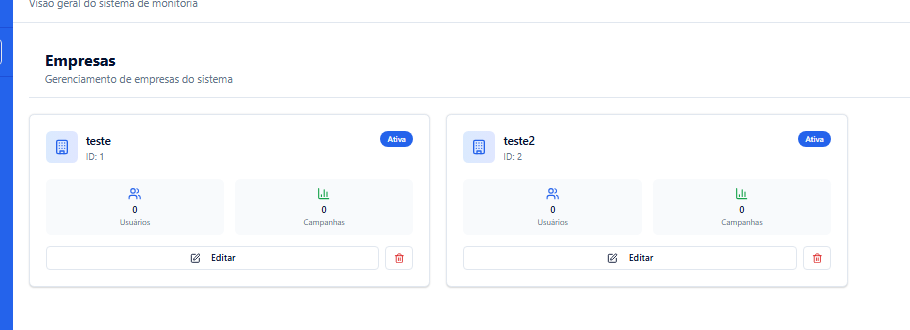 Visão geral do sistema de monitoria
Empresas
Gerenciamento de empresas do sistema
teste
ID: 1
Ativa
0
Usuários
0
Campanhas
Editar
teste2
ID: 2
Ativa
0
Usuários
0
Campanhas
Editar